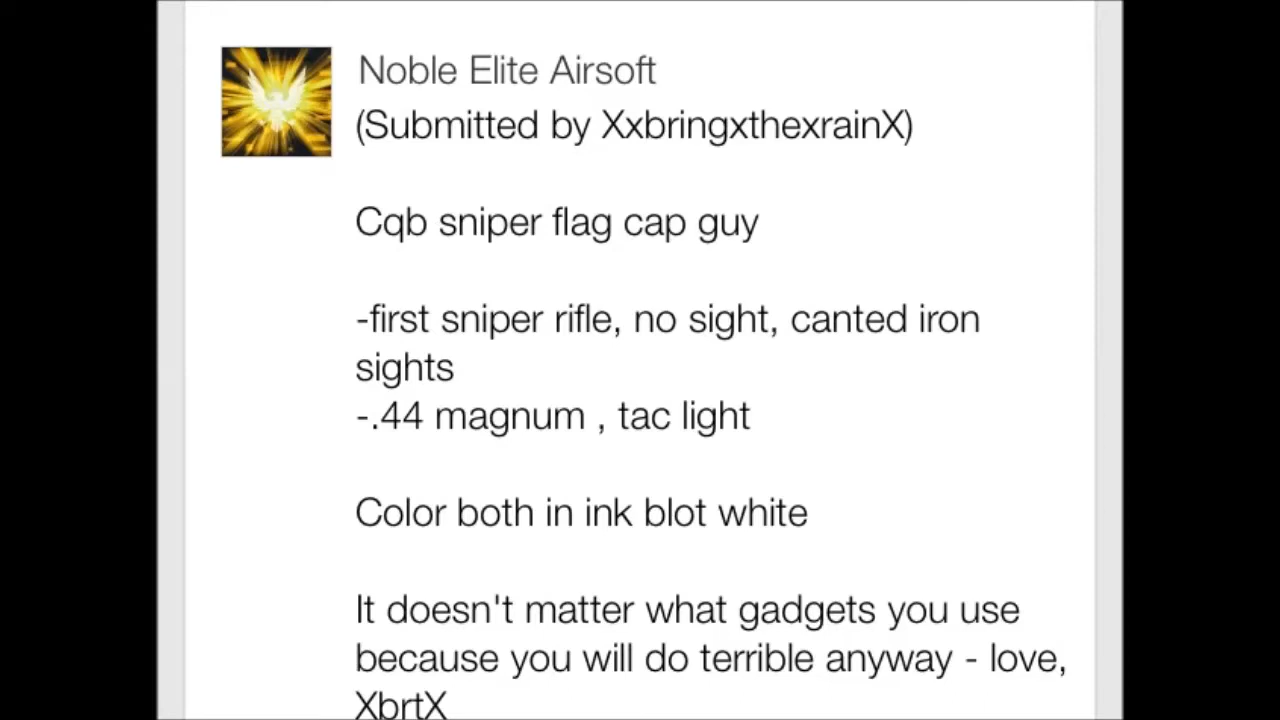 Noble Elite Airsoft
(Submitted by XxbringxthexrainX)
Cqb sniper flag cap guy
-first sniper rifle, no sight, canted iron
sights
-.44 magnum , tac light
Color both in ink blot white
It doesn't matter what gadgets you use
because you will do terrible anyway - love,
XbrtX